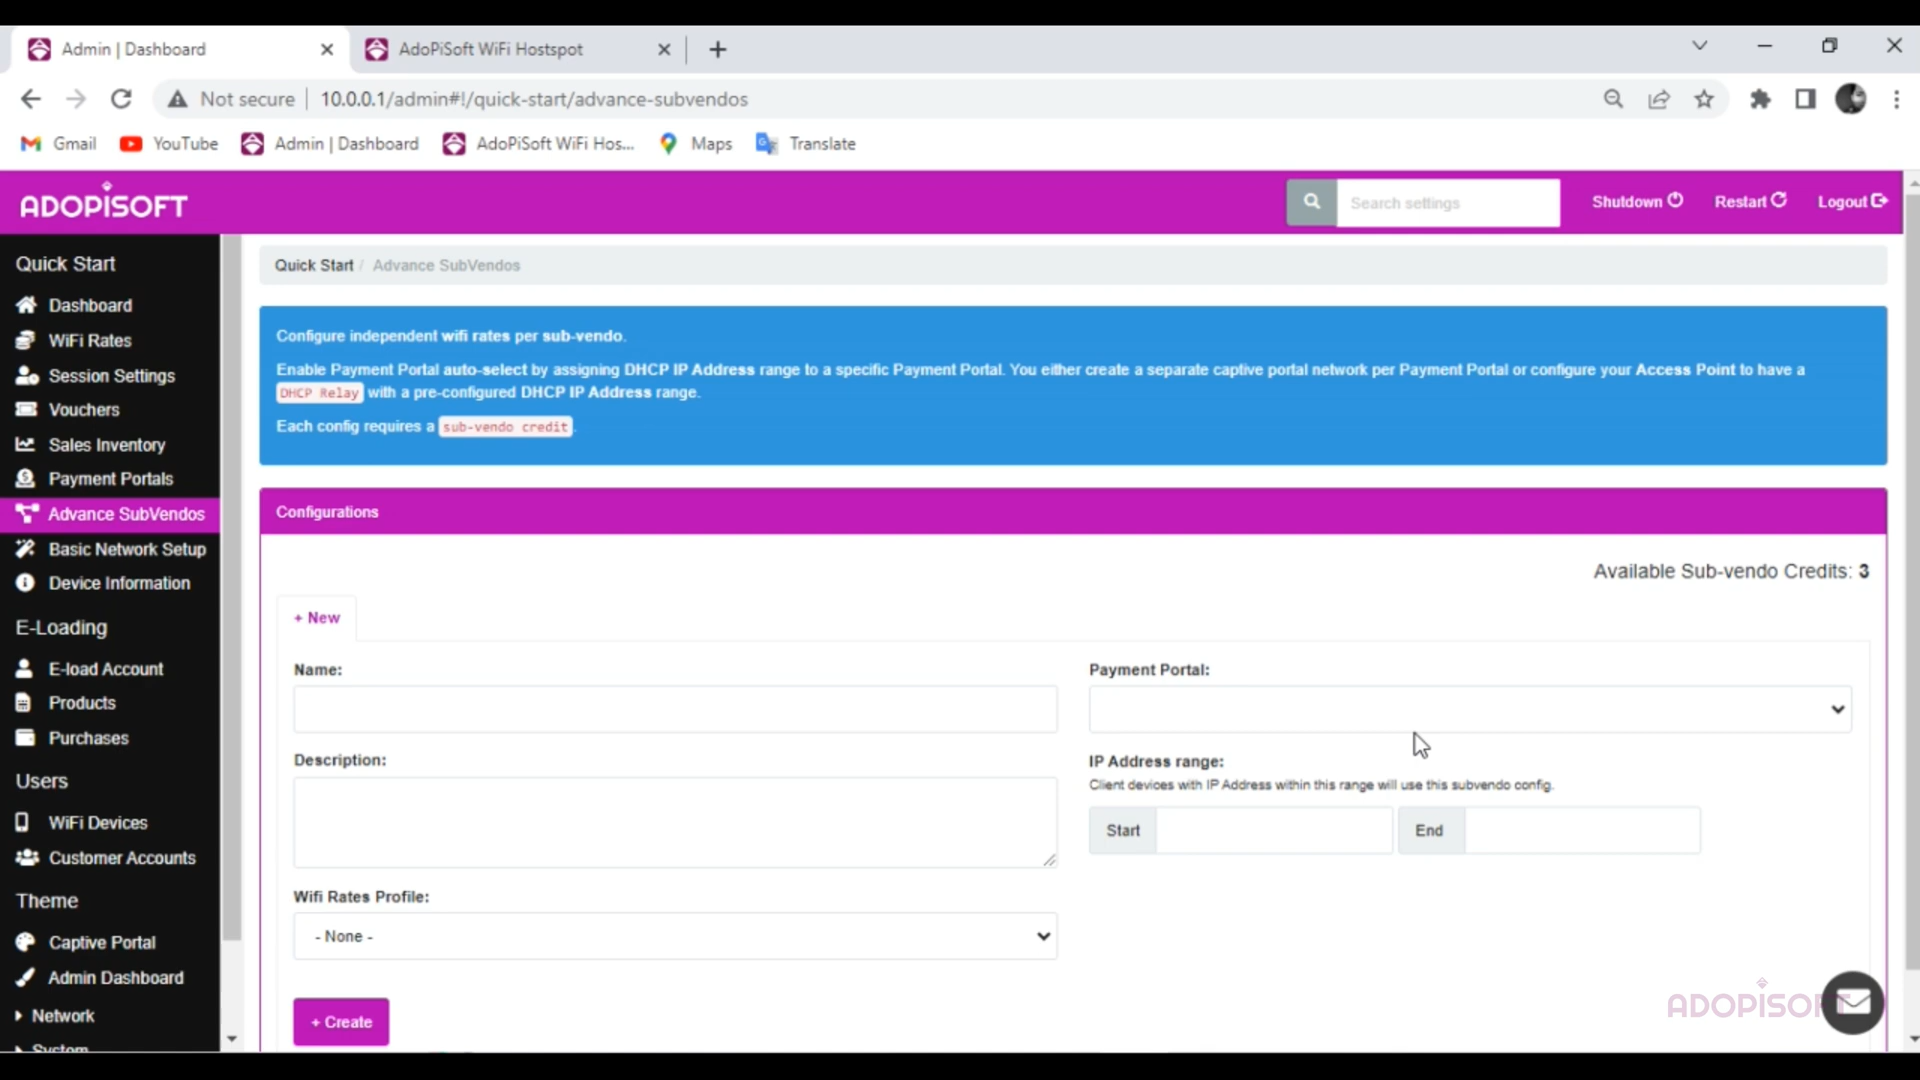 Admin | Dashboard
AdoPiSoft WiFi Hostspot
Not secure
10.0.0.1/admin#!/quick-start/advance-subvendos
Gmail
YouTube
Admin | Dashboard
AdoPiSoft WiFi Hos...
Maps
Translate
ADOPiSOFT
Search settings
Shutdown
Restart
Logout
Quick Start
Dashboard
WiFi Rates
Session Settings
Vouchers
Sales Inventory
Payment Portals
Advance SubVendos
Basic Network Setup
Device Information
E-Loading
E-load Account
Products
Purchases
Users
WiFi Devices
Customer Accounts
Theme
Captive Portal
Admin Dashboard
Network
System
Quick Start / Advance SubVendos
Configure independent wifi rates per sub-vendo.
Enable Payment Portal auto-select by assigning DHCP IP Address range to a specific Payment Portal. You either create a separate captive portal network per Payment Portal or configure your Access Point to have a
DHCP Relay with a pre-configured DHCP IP Address range.
Each config requires a sub-vendo credit.
Configurations
Available Sub-vendo Credits: 3
+ New
Name:
Description:
Wifi Rates Profile:
- None -
+ Create
Payment Portal:
IP Address range:
Client devices with IP Address within this range will use this subvendo config.
Start
End
ADOPiSOFT